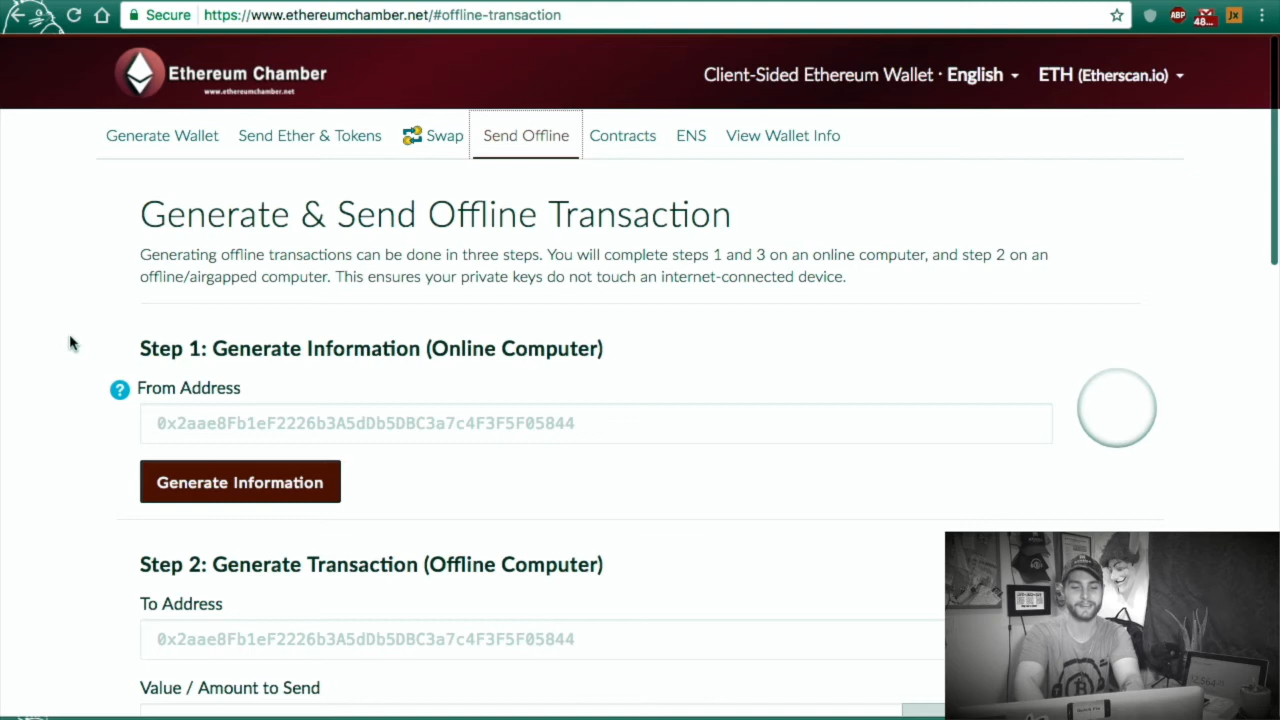 Secure https://www.ethereumchamber.net/#offline-transaction
ABP 48... JX
Ethereum Chamber
www.ethereumchamber.net
Client-Sided Ethereum Wallet · English ETH (Etherscan.io)
Generate Wallet Send Ether & Tokens Swap Send Offline Contracts ENS View Wallet Info
Generate & Send Offline Transaction
Generating offline transactions can be done in three steps. You will complete steps 1 and 3 on an online computer, and step 2 on an
offline/airgapped computer. This ensures your private keys do not touch an internet-connected device.
Step 1: Generate Information (Online Computer)
? From Address
0x2aae8Fb1eF2226b3A5dDb5DBC3a7c4F3F5F05844
Generate Information
Step 2: Generate Transaction (Offline Computer)
To Address
0x2aae8Fb1eF2226b3A5dDb5DBC3a7c4F3F5F05844
Value / Amount to Send